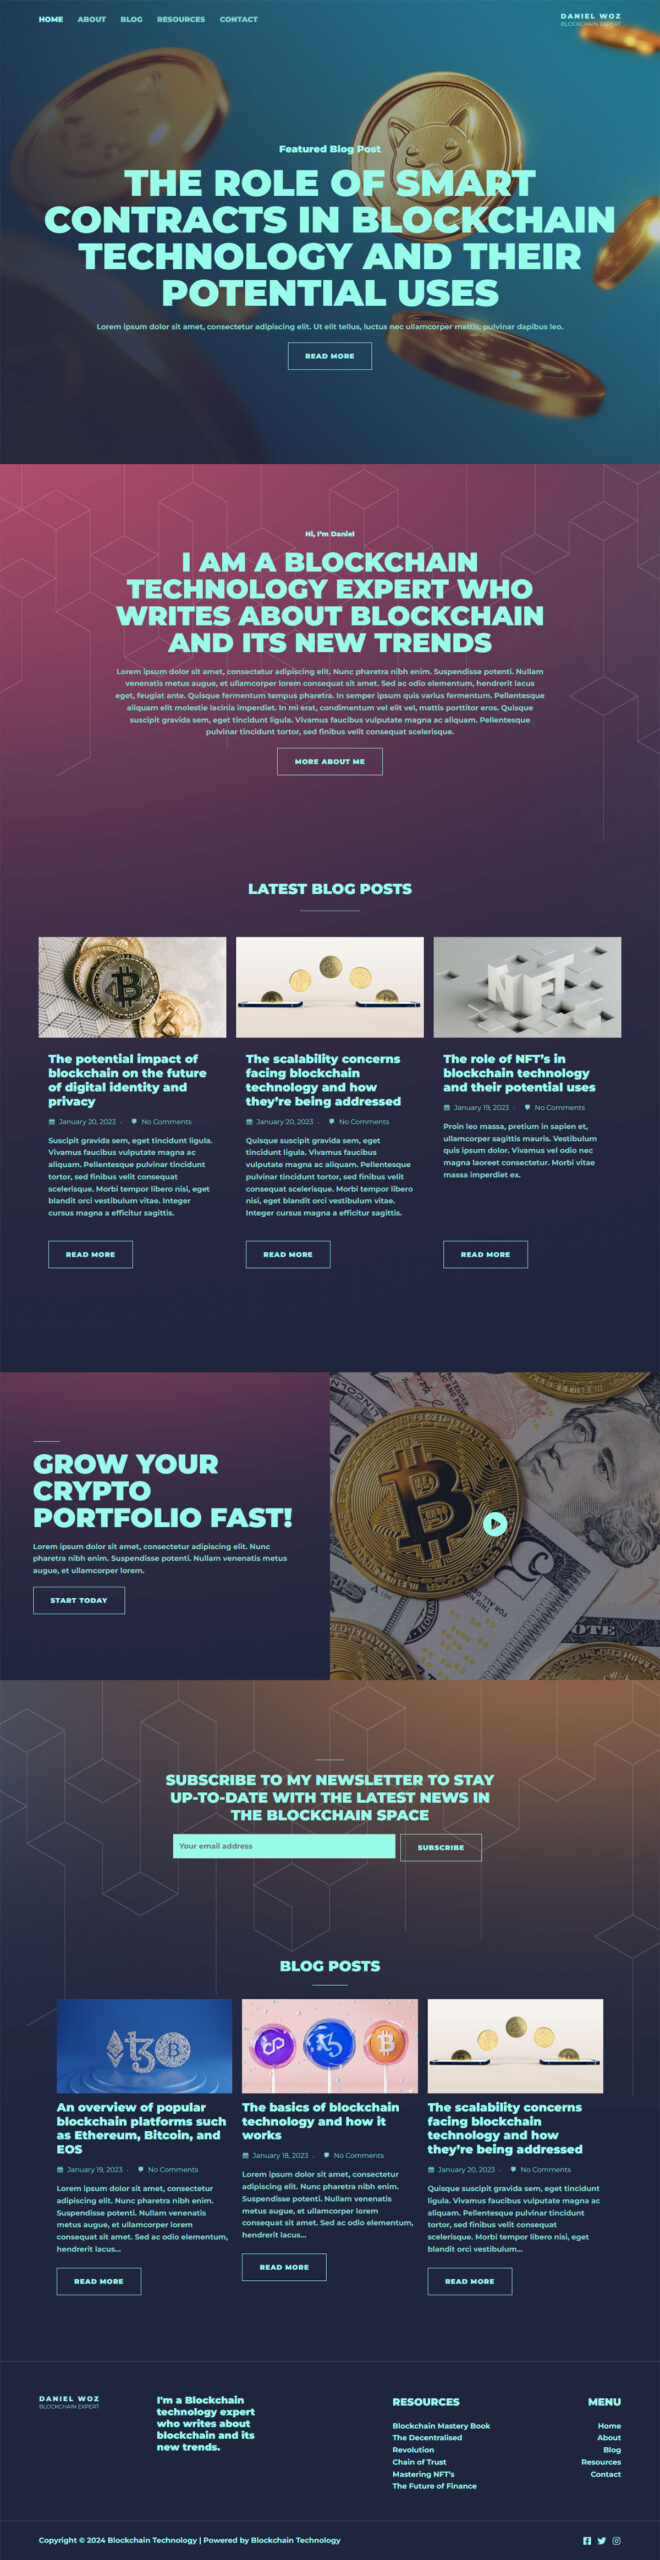 HOME ABOUT BLOG RESOURCES CONTACT
DANIEL WOZ
BLOCKCHAIN EXPERT
Featured Blog Post
THE ROLE OF SMART
CONTRACTS IN BLOCKCHAIN
TECHNOLOGY AND THEIR
POTENTIAL USES
Lorem ipsum dolor sit amet, consectetur adipiscing elit. Ut elit tellus, luctus nec ullamcorper mattis, pulvinar dapibus leo.
READ MORE
Hi, I'm Daniel
I AM A BLOCKCHAIN
TECHNOLOGY EXPERT WHO
WRITES ABOUT BLOCKCHAIN
AND ITS NEW TRENDS
Lorem ipsum dolor sit amet, consectetur adipiscing elit. Nunc pharetra nibh enim. Suspendisse potenti. Nullam
venenatis metus augue, et ullamcorper lorem consequat sit amet. Sed ac odio elementum, hendrerit lacus
eget, feugiat ante. Quisque fermentum tempus pharetra. In semper ipsum quis varius fermentum. Pellentesque
aliquam elit molestie lacinia imperdiet. In mi erat, condimentum vel elit vel, mattis porttitor eros. Quisque
suscipit gravida sem, eget tincidunt ligula. Vivamus faucibus vulputate magna ac aliquam. Pellentesque
pulvinar tincidunt tortor, sed finibus velit consequat scelerisque.
MORE ABOUT ME
LATEST BLOG POSTS
NFT
The potential impact of
blockchain on the future
of digital identity and
privacy
January 20, 2023 · No Comments
Suscipit gravida sem, eget tincidunt ligula.
Vivamus faucibus vulputate magna ac
aliquam. Pellentesque pulvinar tincidunt
tortor, sed finibus velit consequat
scelerisque. Morbi tempor libero nisi, eget
blandit orci vestibulum vitae. Integer
cursus magna a efficitur sagittis.
READ MORE
The scalability concerns
facing blockchain
technology and how
they're being addressed
January 20, 2023 · No Comments
Quisque suscipit gravida sem, eget
tincidunt ligula. Vivamus faucibus
vulputate magna ac aliquam. Pellentesque
pulvinar tincidunt tortor, sed finibus velit
consequat scelerisque. Morbi tempor libero
nisi, eget blandit orci vestibulum vitae.
Integer cursus magna a efficitur sagittis.
READ MORE
The role of NFT's in
blockchain technology
and their potential uses
January 19, 2023 · No Comments
Proin leo massa, pretium in sapien et,
ullamcorper sagittis mauris. Vestibulum
quis ipsum dolor. Vivamus vel odio nec
magna laoreet consectetur. Morbi vitae
massa imperdiet ex.
READ MORE
GROW YOUR
CRYPTO
PORTFOLIO FAST!
Lorem ipsum dolor sit amet, consectetur adipiscing elit. Nunc
pharetra nibh enim. Suspendisse potenti. Nullam venenatis metus
augue, et ullamcorper lorem.
START TODAY
SUBSCRIBE TO MY NEWSLETTER TO STAY
UP-TO-DATE WITH THE LATEST NEWS IN
THE BLOCKCHAIN SPACE
Your email address
SUBSCRIBE
BLOG POSTS
An overview of popular
blockchain platforms such
as Ethereum, Bitcoin, and
EOS
January 19, 2023 · No Comments
Lorem ipsum dolor sit amet, consectetur
adipiscing elit. Nunc pharetra nibh enim.
Suspendisse potenti. Nullam venenatis
metus augue, et ullamcorper lorem
consequat sit amet. Sed ac odio elementum,
hendrerit lacus...
READ MORE
The basics of blockchain
technology and how it
works
January 18, 2023 · No Comments
Lorem ipsum dolor sit amet, consectetur
adipiscing elit. Nunc pharetra nibh enim.
Suspendisse potenti. Nullam venenatis
metus augue, et ullamcorper lorem
consequat sit amet. Sed ac odio elementum,
hendrerit lacus...
READ MORE
The scalability concerns
facing blockchain
technology and how
they're being addressed
January 20, 2023 · No Comments
Quisque suscipit gravida sem, eget tincidunt
ligula. Vivamus faucibus vulputate magna ac
aliquam. Pellentesque pulvinar tincidunt
tortor, sed finibus velit consequat
scelerisque. Morbi tempor libero nisi, eget
blandit orci vestibulum...
READ MORE
DANIEL WOZ
BLOCKCHAIN EXPERT
I'm a Blockchain
technology expert
who writes about
blockchain and its
new trends.
RESOURCES
Blockchain Mastery Book
The Decentralised
Revolution
Chain of Trust
Mastering NFT's
The Future of Finance
MENU
Home
About
Blog
Resources
Contact
Copyright © 2024 Blockchain Technology | Powered by Blockchain Technology